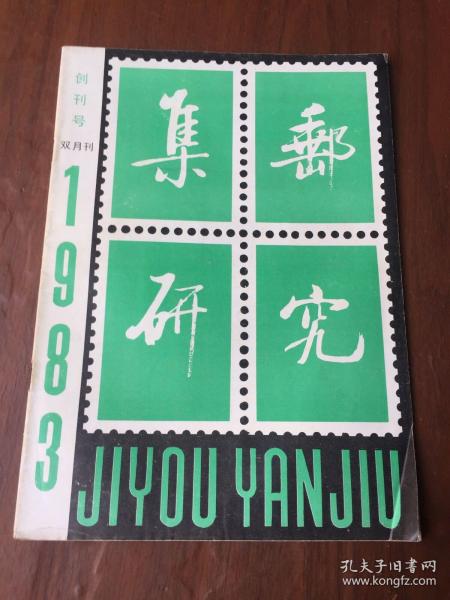 创刊号
双月刊
1983
集郵
研究
JIYOU YANJIU
孔夫子旧书网
www.kongfz.com